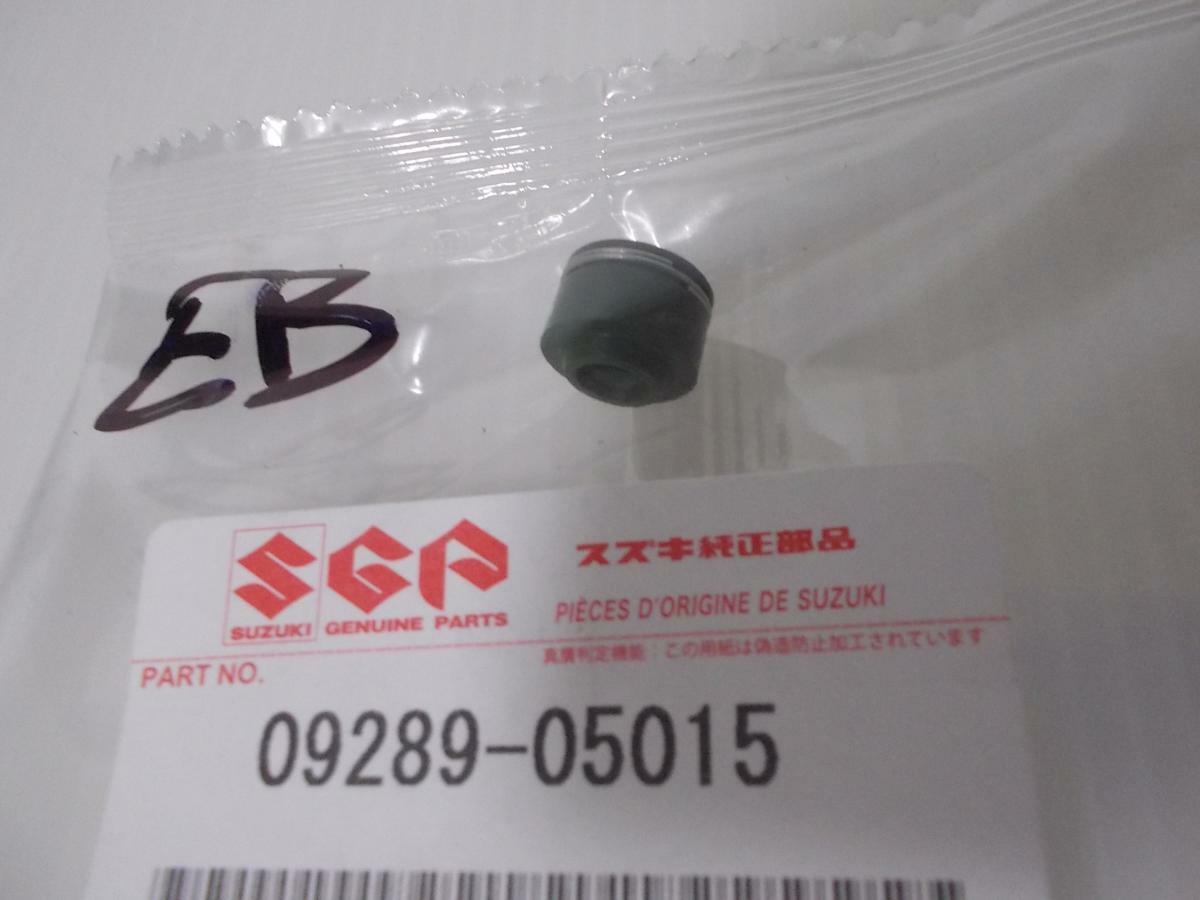 EB
SGP
スズキ純正部品
SUZUKI GENUINE PARTS
PIÈCES D'ORIGINE DE SUZUKI
真贋判定機能：この用紙は偽造防止加工されています
PART NO.
09289-05015